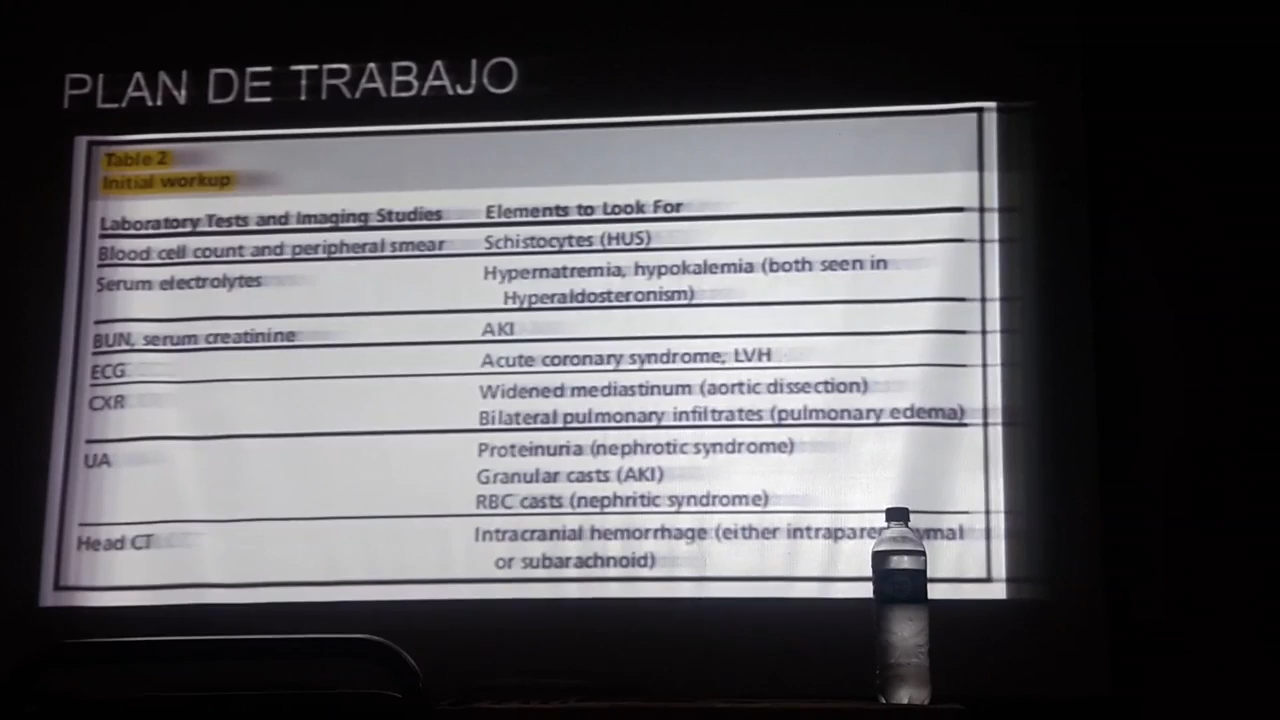 PLAN DE TRABAJO
Table 2
Initial workup
Laboratory Tests and Imaging Studies Elements to Look For
Blood cell count and peripheral smear Schistocytes (HUS)
Serum electrolytes Hypernatremia, hypokalemia (both seen in
Hyperaldosteronism)
BUN, serum creatinine AKI
ECG Acute coronary syndrome, LVH
CXR Widened mediastinum (aortic dissection)
Bilateral pulmonary infiltrates (pulmonary edema)
UA Proteinuria (nephrotic syndrome)
Granular casts (AKI)
RBC casts (nephritic syndrome)
Head CT Intracranial hemorrhage (either
or subarachnoid)